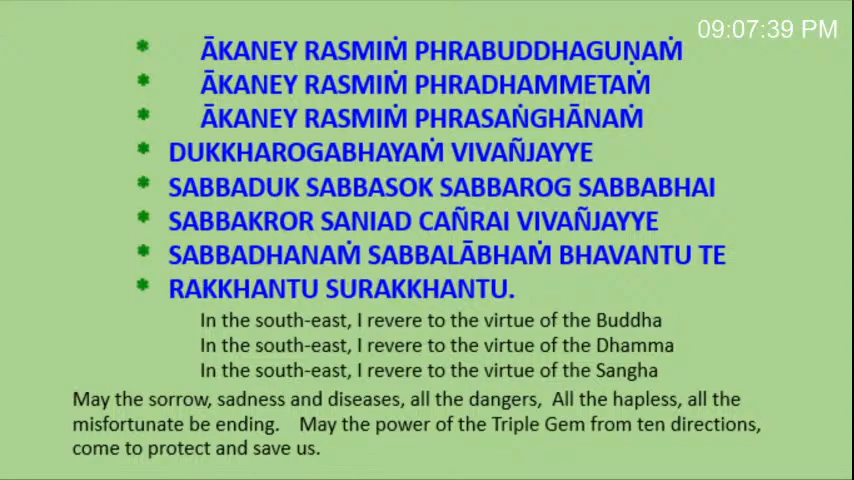 09:07:39 PM
* ĀKANEY RASMIṀ PHRABUDDHAGUṆAṀ
* ĀKANEY RASMIṀ PHRADHAMMETAṀ
* ĀKANEY RASMIṀ PHRASAṄGHĀNAṀ
* DUKKHAROGABHAYAṀ VIVAÑJAYYE
* SABBADUK SABBASOK SABBAROG SABBABHAI
* SABBAKROR SANIAD CAÑRAI VIVAÑJAYYE
* SABBADHANAṀ SABBALĀBHAṀ BHAVANTU TE
* RAKKHANTU SURAKKHANTU.
In the south-east, I revere to the virtue of the Buddha
In the south-east, I revere to the virtue of the Dhamma
In the south-east, I revere to the virtue of the Sangha
May the sorrow, sadness and diseases, all the dangers, All the hapless, all the
misfortunate be ending. May the power of the Triple Gem from ten directions,
come to protect and save us.